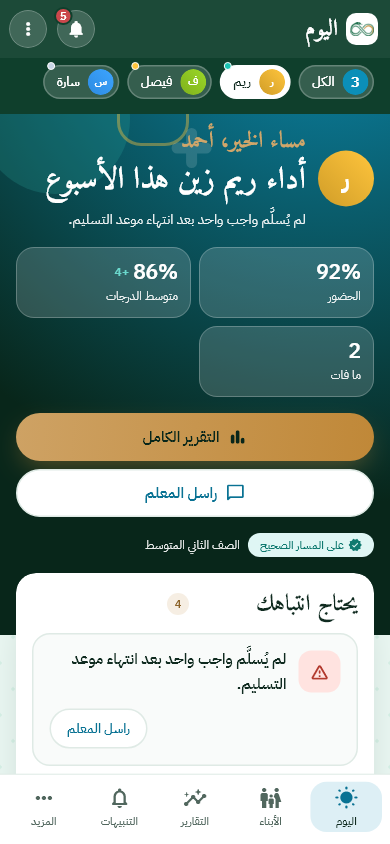 اليوم
5
3 الكل
ر ريم
ف فيصل
س سارة
مساء الخير، أحمد
ر
أداء ريم زين هذا الأسبوع
لم يُسلَّم واجب واحد بعد انتهاء موعد التسليم.
92%
الحضور
86% +4
متوسط الدرجات
2
ما فات
التقرير الكامل
راسل المعلم
على المسار الصحيح
الصف الثاني المتوسط
يحتاج انتباهك
4
لم يُسلَّم واجب واحد بعد انتهاء موعد
التسليم.
راسل المعلم
اليوم
الأبناء
التقارير
التنبيهات
المزيد